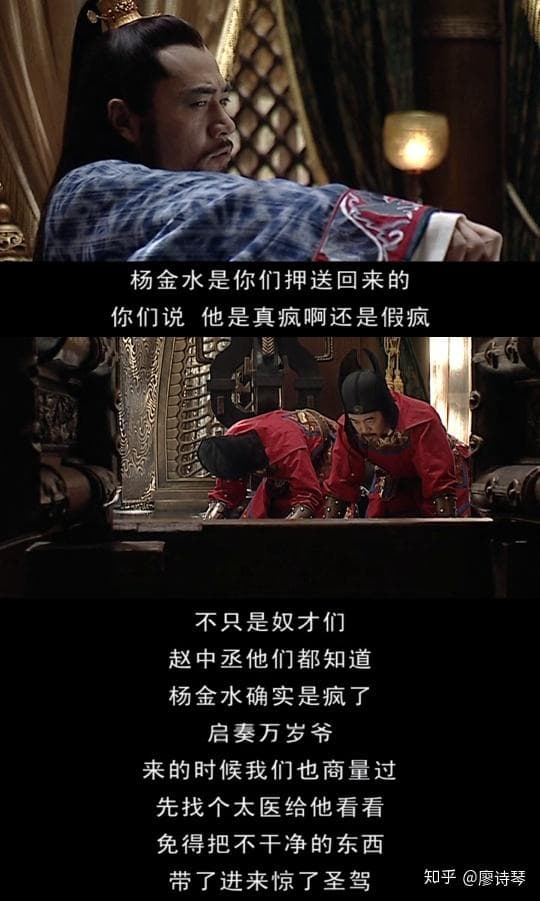 杨金水是你们押送回来的
你们说 他是真疯啊还是假疯
不只是奴才们
赵中丞他们都知道
杨金水确实是疯了
启奏万岁爷
来的时候我们也商量过
先找个太医给他看看
免得把不干净的东西
带了进来惊了圣驾
知乎 @廖诗琴